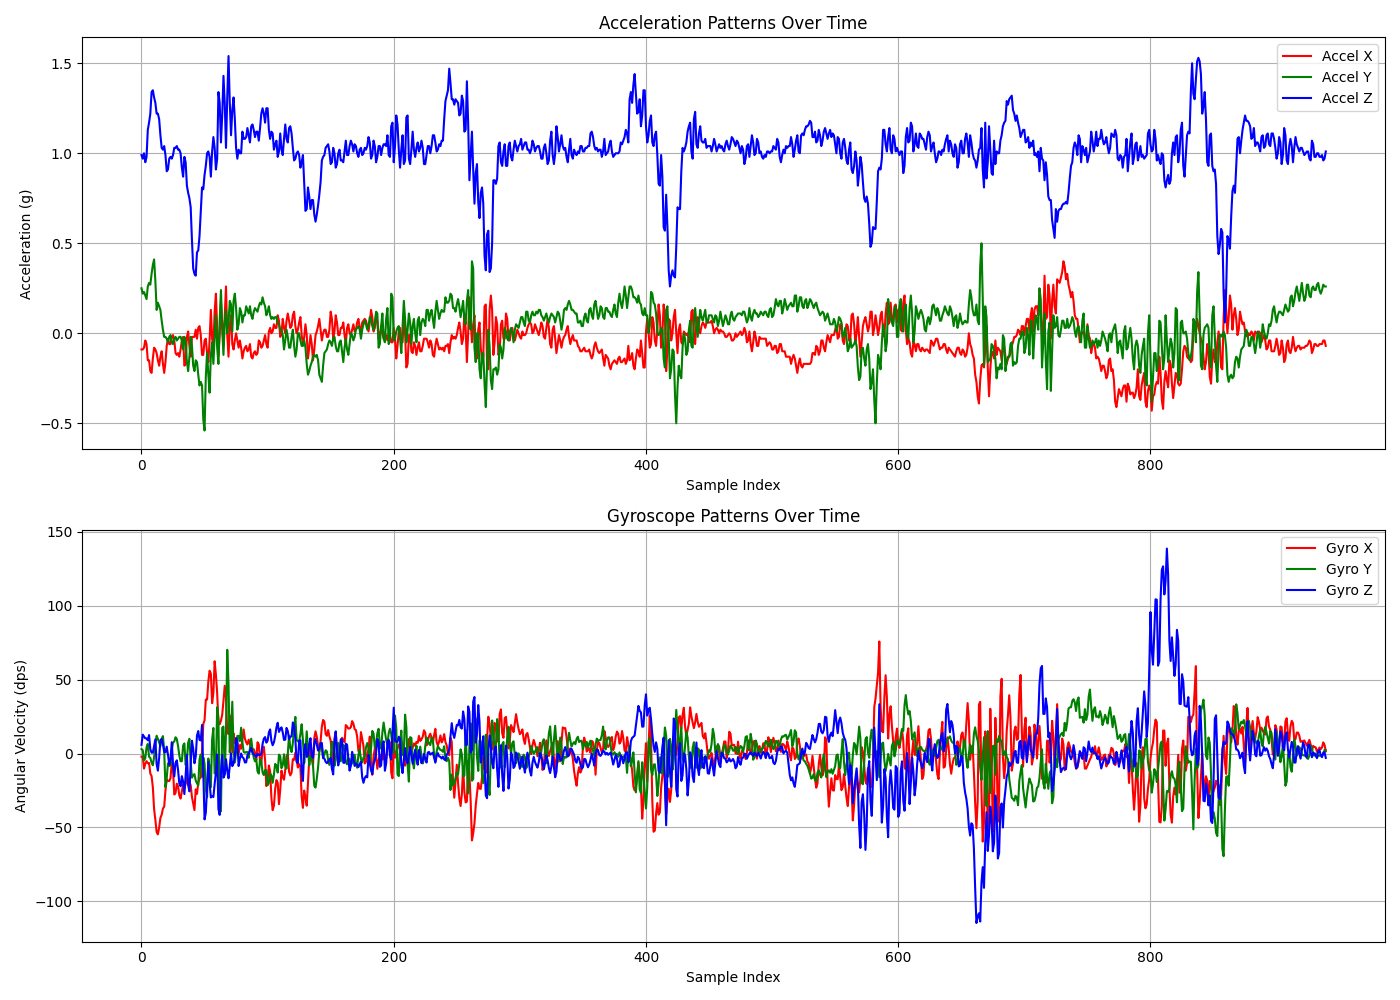 Acceleration Patterns Over Time
1.5
1.0
0.5
0.0
−0.5
Acceleration (g)
Accel X
Accel Y
Accel Z
0
200
400
600
800
Sample Index
Gyroscope Patterns Over Time
150
100
50
0
−50
−100
Angular Velocity (dps)
Gyro X
Gyro Y
Gyro Z
0
200
400
600
800
Sample Index